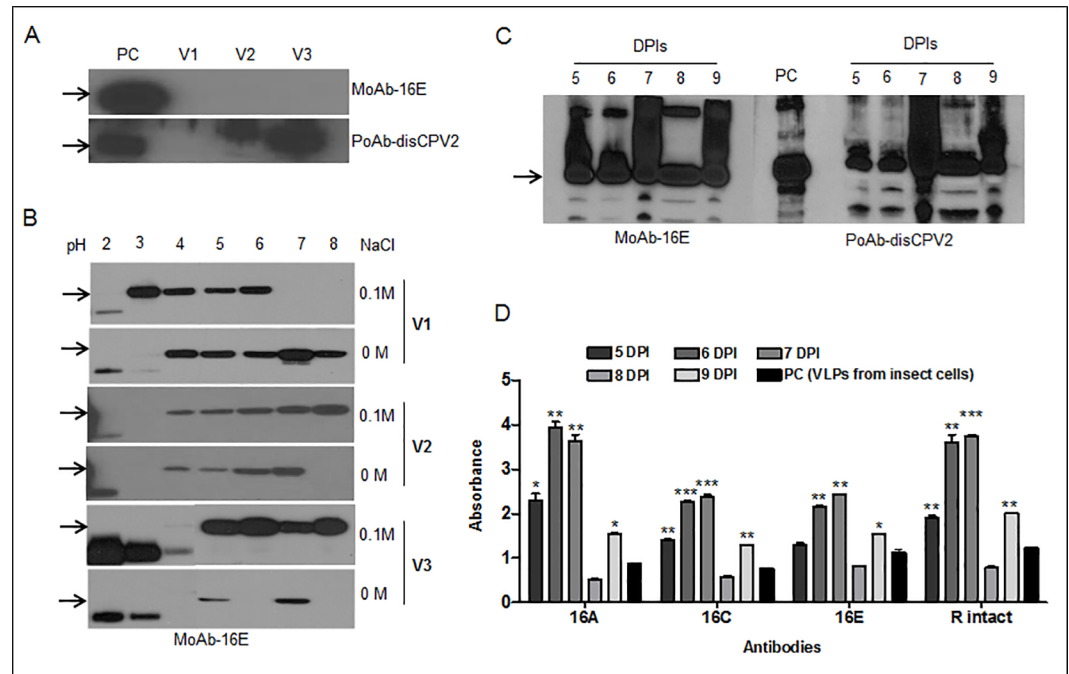 A
PC V1 V2 V3
MoAb-16E
PoAb-disCPV2
B
pH 2 3 4 5 6 7 8 NaCl
0.1M
V1
0 M
0.1M
V2
0 M
0.1M
V3
0 M
MoAb-16E
C
DPIs DPIs
5 6 7 8 9 PC 5 6 7 8 9
MoAb-16E PoAb-disCPV2
D
5 DPI 6 DPI 7 DPI
8 DPI 9 DPI PC (VLPs from insect cells)
Absorbance
5
4
3
2
1
0
* ** ** *
** *** *** **
** ** *
** ** *** **
16A 16C 16E R intact
Antibodies